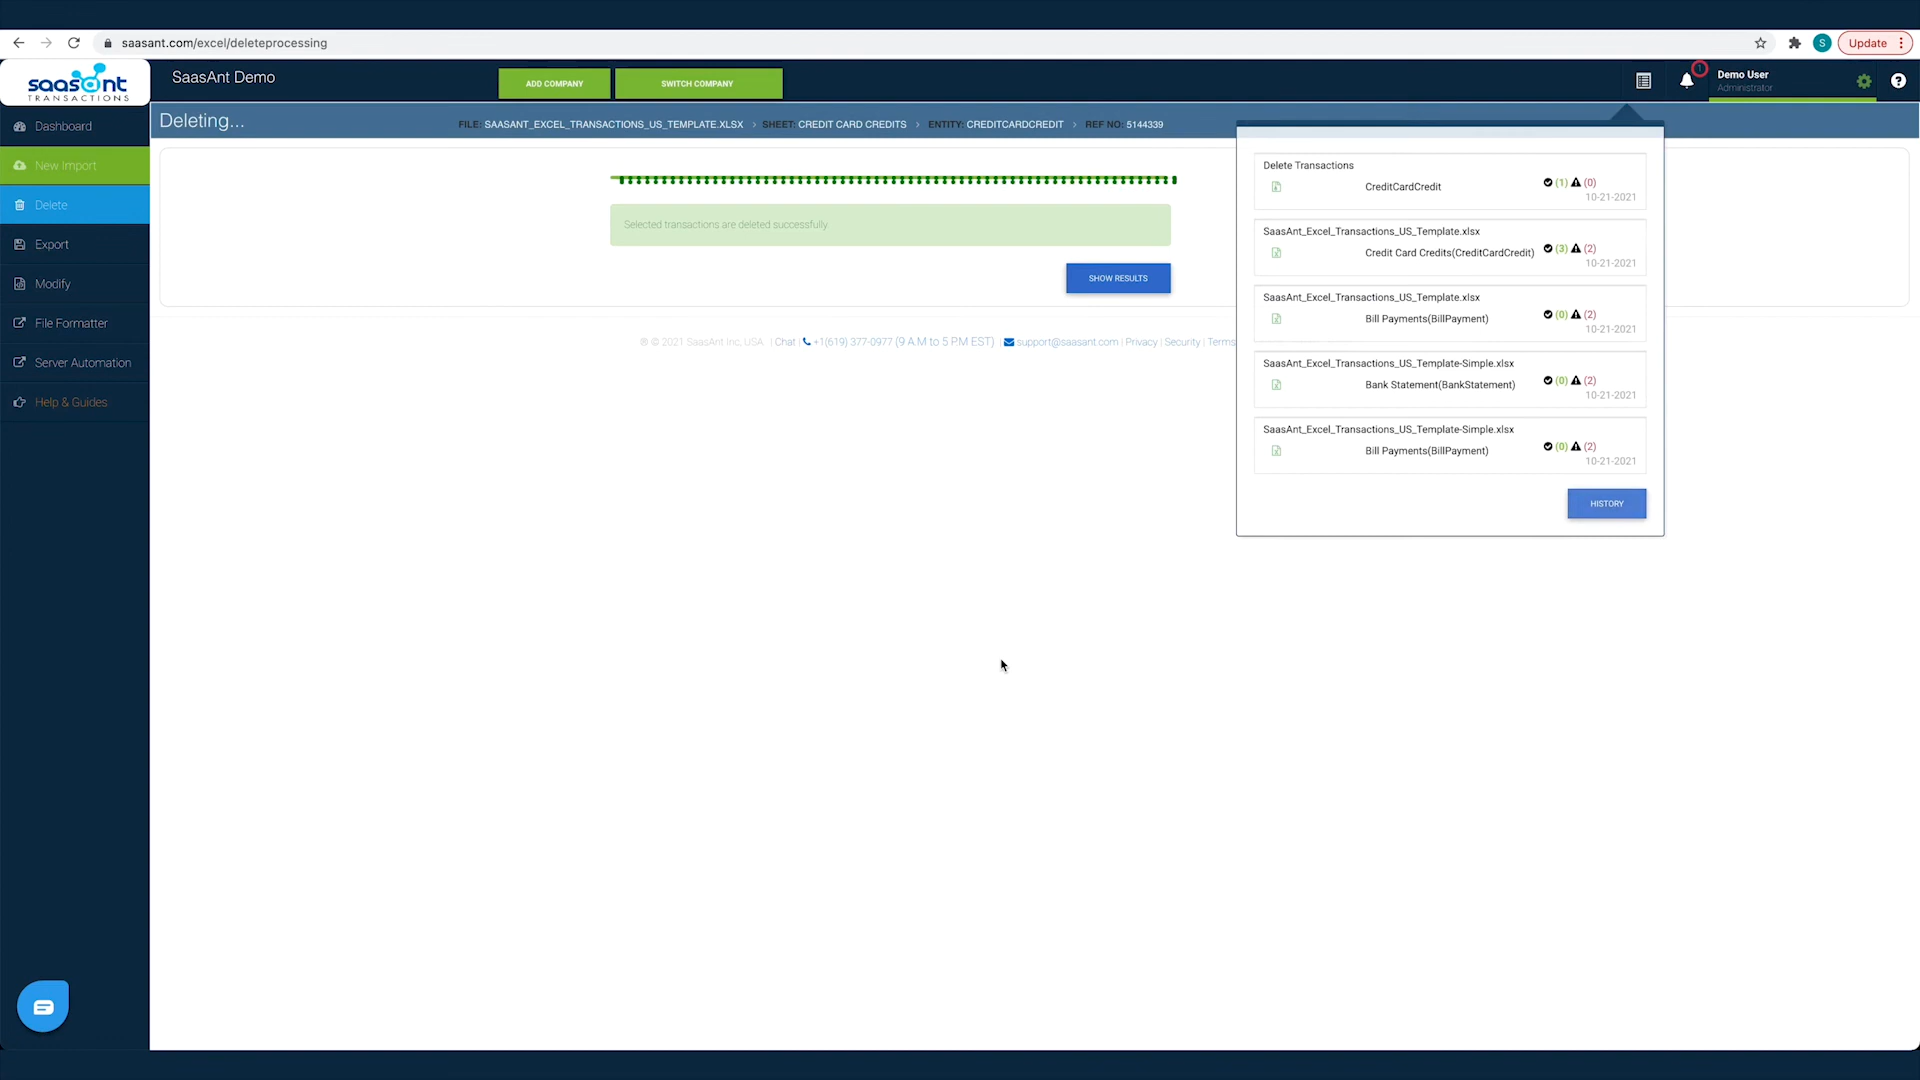 saasant.com/excel/deleteprocessing
S
Update
saasant
TRANSACTIONS
SaasAnt Demo
ADD COMPANY
SWITCH COMPANY
1
Demo User
Administrator
Deleting...
FILE: SAASANT_EXCEL_TRANSACTIONS_US_TEMPLATE.XLSX > SHEET: CREDIT CARD CREDITS > ENTITY: CREDITCARDCREDIT > REF NO: 5144339
Dashboard
New Import
Delete
Export
Modify
File Formatter
Server Automation
Help & Guides
Selected transactions are deleted successfully.
SHOW RESULTS
® © 2021 SaasAnt Inc, USA. | Chat | +1(619) 377-0977 (9 A.M to 5 PM EST) | support@saasant.com | Privacy | Security | Terms
Delete Transactions
CreditCardCredit (1) (0)
10-21-2021
SaasAnt_Excel_Transactions_US_Template.xlsx
Credit Card Credits(CreditCardCredit) (3) (2)
10-21-2021
SaasAnt_Excel_Transactions_US_Template.xlsx
Bill Payments(BillPayment) (0) (2)
10-21-2021
SaasAnt_Excel_Transactions_US_Template-Simple.xlsx
Bank Statement(BankStatement) (0) (2)
10-21-2021
SaasAnt_Excel_Transactions_US_Template-Simple.xlsx
Bill Payments(BillPayment) (0) (2)
10-21-2021
HISTORY